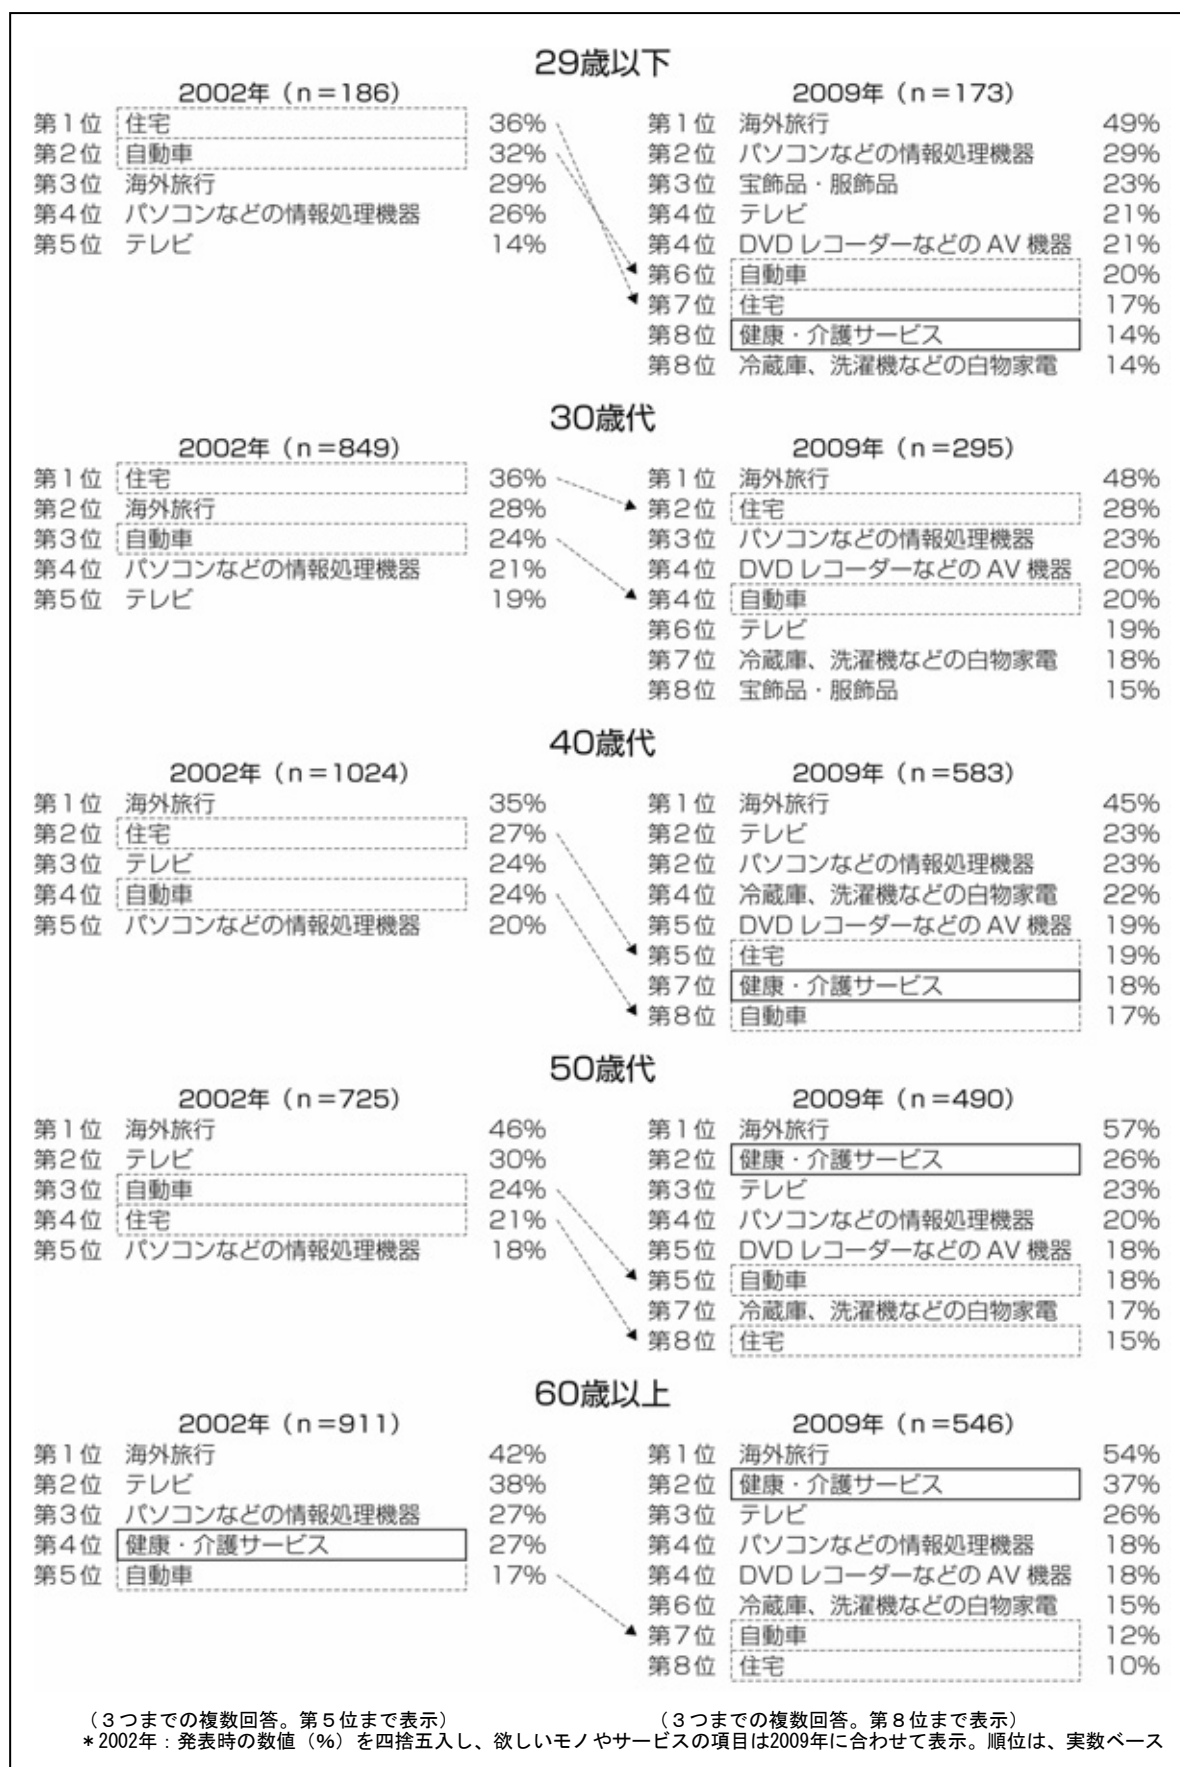 29歳以下
2002年（n＝186）
第1位 住宅 36%
第2位 自動車 32%
第3位 海外旅行 29%
第4位 パソコンなどの情報処理機器 26%
第5位 テレビ 14%
2009年（n＝173）
第1位 海外旅行 49%
第2位 パソコンなどの情報処理機器 29%
第3位 宝飾品・服飾品 23%
第4位 テレビ 21%
第4位 DVDレコーダーなどのAV機器 21%
第6位 自動車 20%
第7位 住宅 17%
第8位 健康・介護サービス 14%
第8位 冷蔵庫、洗濯機などの白物家電 14%
30歳代
2002年（n＝849）
第1位 住宅 36%
第2位 海外旅行 28%
第3位 自動車 24%
第4位 パソコンなどの情報処理機器 21%
第5位 テレビ 19%
2009年（n＝295）
第1位 海外旅行 48%
第2位 住宅 28%
第3位 パソコンなどの情報処理機器 23%
第4位 DVDレコーダーなどのAV機器 20%
第4位 自動車 20%
第6位 テレビ 19%
第7位 冷蔵庫、洗濯機などの白物家電 18%
第8位 宝飾品・服飾品 15%
40歳代
2002年（n＝1024）
第1位 海外旅行 35%
第2位 住宅 27%
第3位 テレビ 24%
第4位 自動車 24%
第5位 パソコンなどの情報処理機器 20%
2009年（n＝583）
第1位 海外旅行 45%
第2位 テレビ 23%
第2位 パソコンなどの情報処理機器 23%
第4位 冷蔵庫、洗濯機などの白物家電 22%
第5位 DVDレコーダーなどのAV機器 19%
第5位 住宅 19%
第7位 健康・介護サービス 18%
第8位 自動車 17%
50歳代
2002年（n＝725）
第1位 海外旅行 46%
第2位 テレビ 30%
第3位 自動車 24%
第4位 住宅 21%
第5位 パソコンなどの情報処理機器 18%
2009年（n＝490）
第1位 海外旅行 57%
第2位 健康・介護サービス 26%
第3位 テレビ 23%
第4位 パソコンなどの情報処理機器 20%
第5位 DVDレコーダーなどのAV機器 18%
第5位 自動車 18%
第7位 冷蔵庫、洗濯機などの白物家電 17%
第8位 住宅 15%
60歳以上
2002年（n＝911）
第1位 海外旅行 42%
第2位 テレビ 38%
第3位 パソコンなどの情報処理機器 27%
第4位 健康・介護サービス 27%
第5位 自動車 17%
2009年（n＝546）
第1位 海外旅行 54%
第2位 健康・介護サービス 37%
第3位 テレビ 26%
第4位 パソコンなどの情報処理機器 18%
第4位 DVDレコーダーなどのAV機器 18%
第6位 冷蔵庫、洗濯機などの白物家電 15%
第7位 自動車 12%
第8位 住宅 10%
（３つまでの複数回答。第５位まで表示）
（３つまでの複数回答。第８位まで表示）
＊2002年：発表時の数値（%）を四捨五入し、欲しいモノやサービスの項目は2009年に合わせて表示。順位は、実数ベース